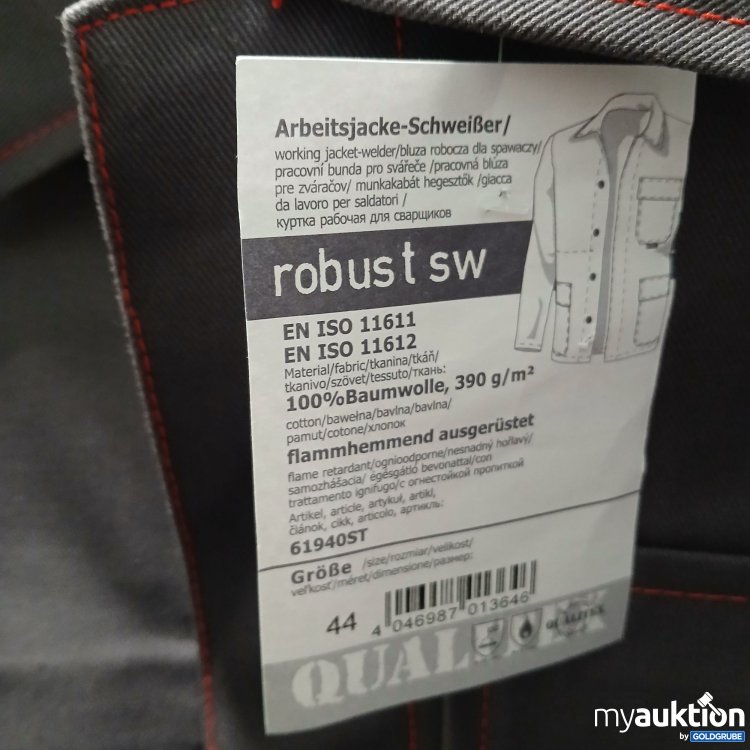 Arbeitsjacke-Schweißer/
working jacket-welder/bluza robocza dla spawaczy/
pracovní bunda pro svářeče /pracovná blúza
pre zváračov/ munkakabát hegesztők /giacca
da lavoro per saldatori /
куртка рабочая для сварщиков
robust sw
EN ISO 11611
EN ISO 11612
Material/fabric/tkanina/tkáň/
tkanivo/szövet/tessuto/ткань:
100%Baumwolle, 390 g/m²
cotton/bawełna/bavlna/bavlna/
pamut/cotone/хлопок
flammhemmend ausgerüstet
flame retardant/ognioodporne/nesnadný hořlavý/
samozhášacia/ égésgátló bevonattal/con
trattamento ignifugo/с огнестойкой пропиткой
Artikel, article, artykuł, artikl,
článok, cikk, articolo, артикль:
61940ST
Größe /size/rozmiar/velikost/
veľkosť/méret/dimensione/размер:
44
4 046987 013646
QUALITEX
QUALITEX
myauktion
by GOLDGRUBE